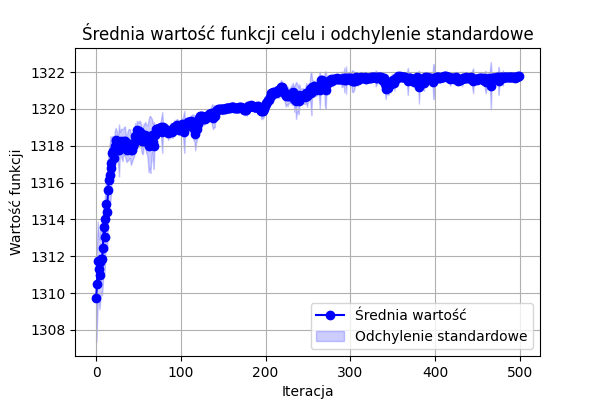 Średnia wartość funkcji celu i odchylenie standardowe
1322
1320
1318
1316
1314
1312
1310
1308
Wartość funkcji
Średnia wartość
Odchylenie standardowe
0 100 200 300 400 500
Iteracja